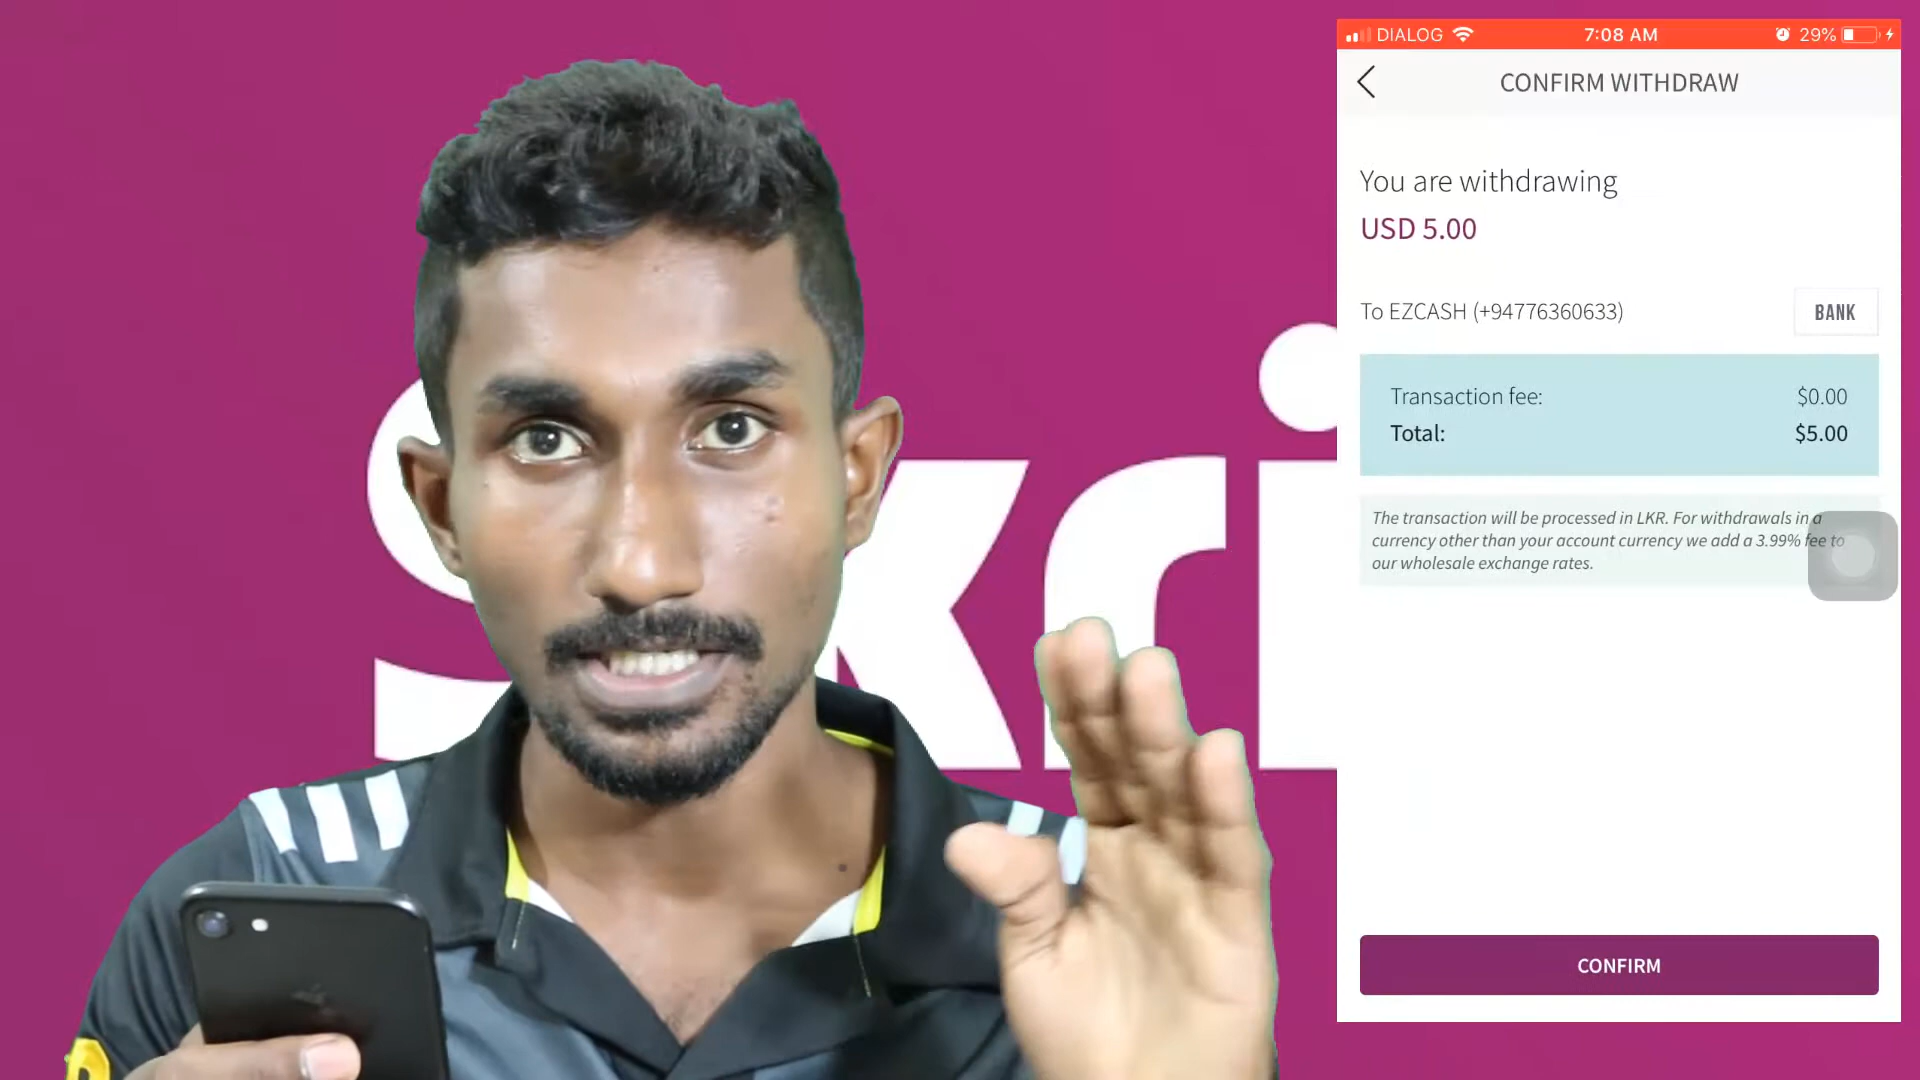 DIALOG 7:08 AM 29%
CONFIRM WITHDRAW
You are withdrawing
USD 5.00
To EZCASH (+94776360633) BANK
Transaction fee: $0.00
Total: $5.00
The transaction will be processed in LKR. For withdrawals in a
currency other than your account currency we add a 3.99% fee to
our wholesale exchange rates.
CONFIRM